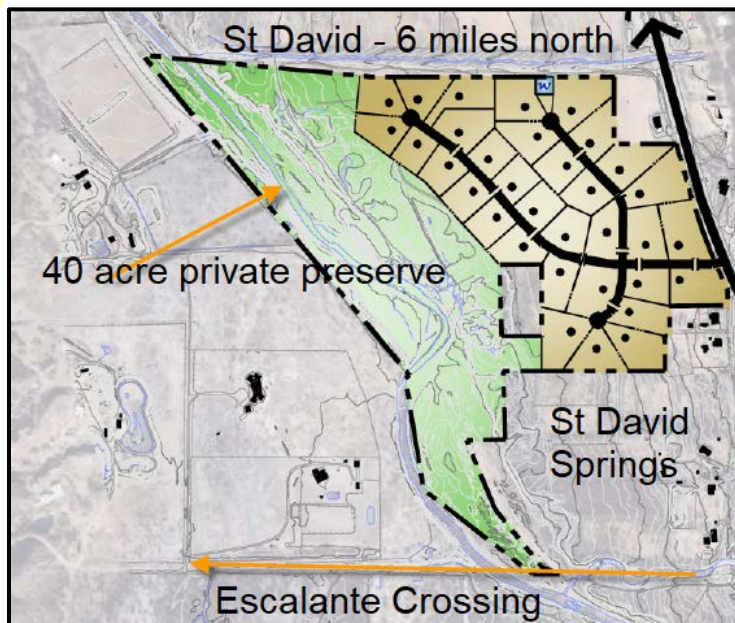 St David - 6 miles north
w
40 acre private preserve
St David
Springs
Escalante Crossing